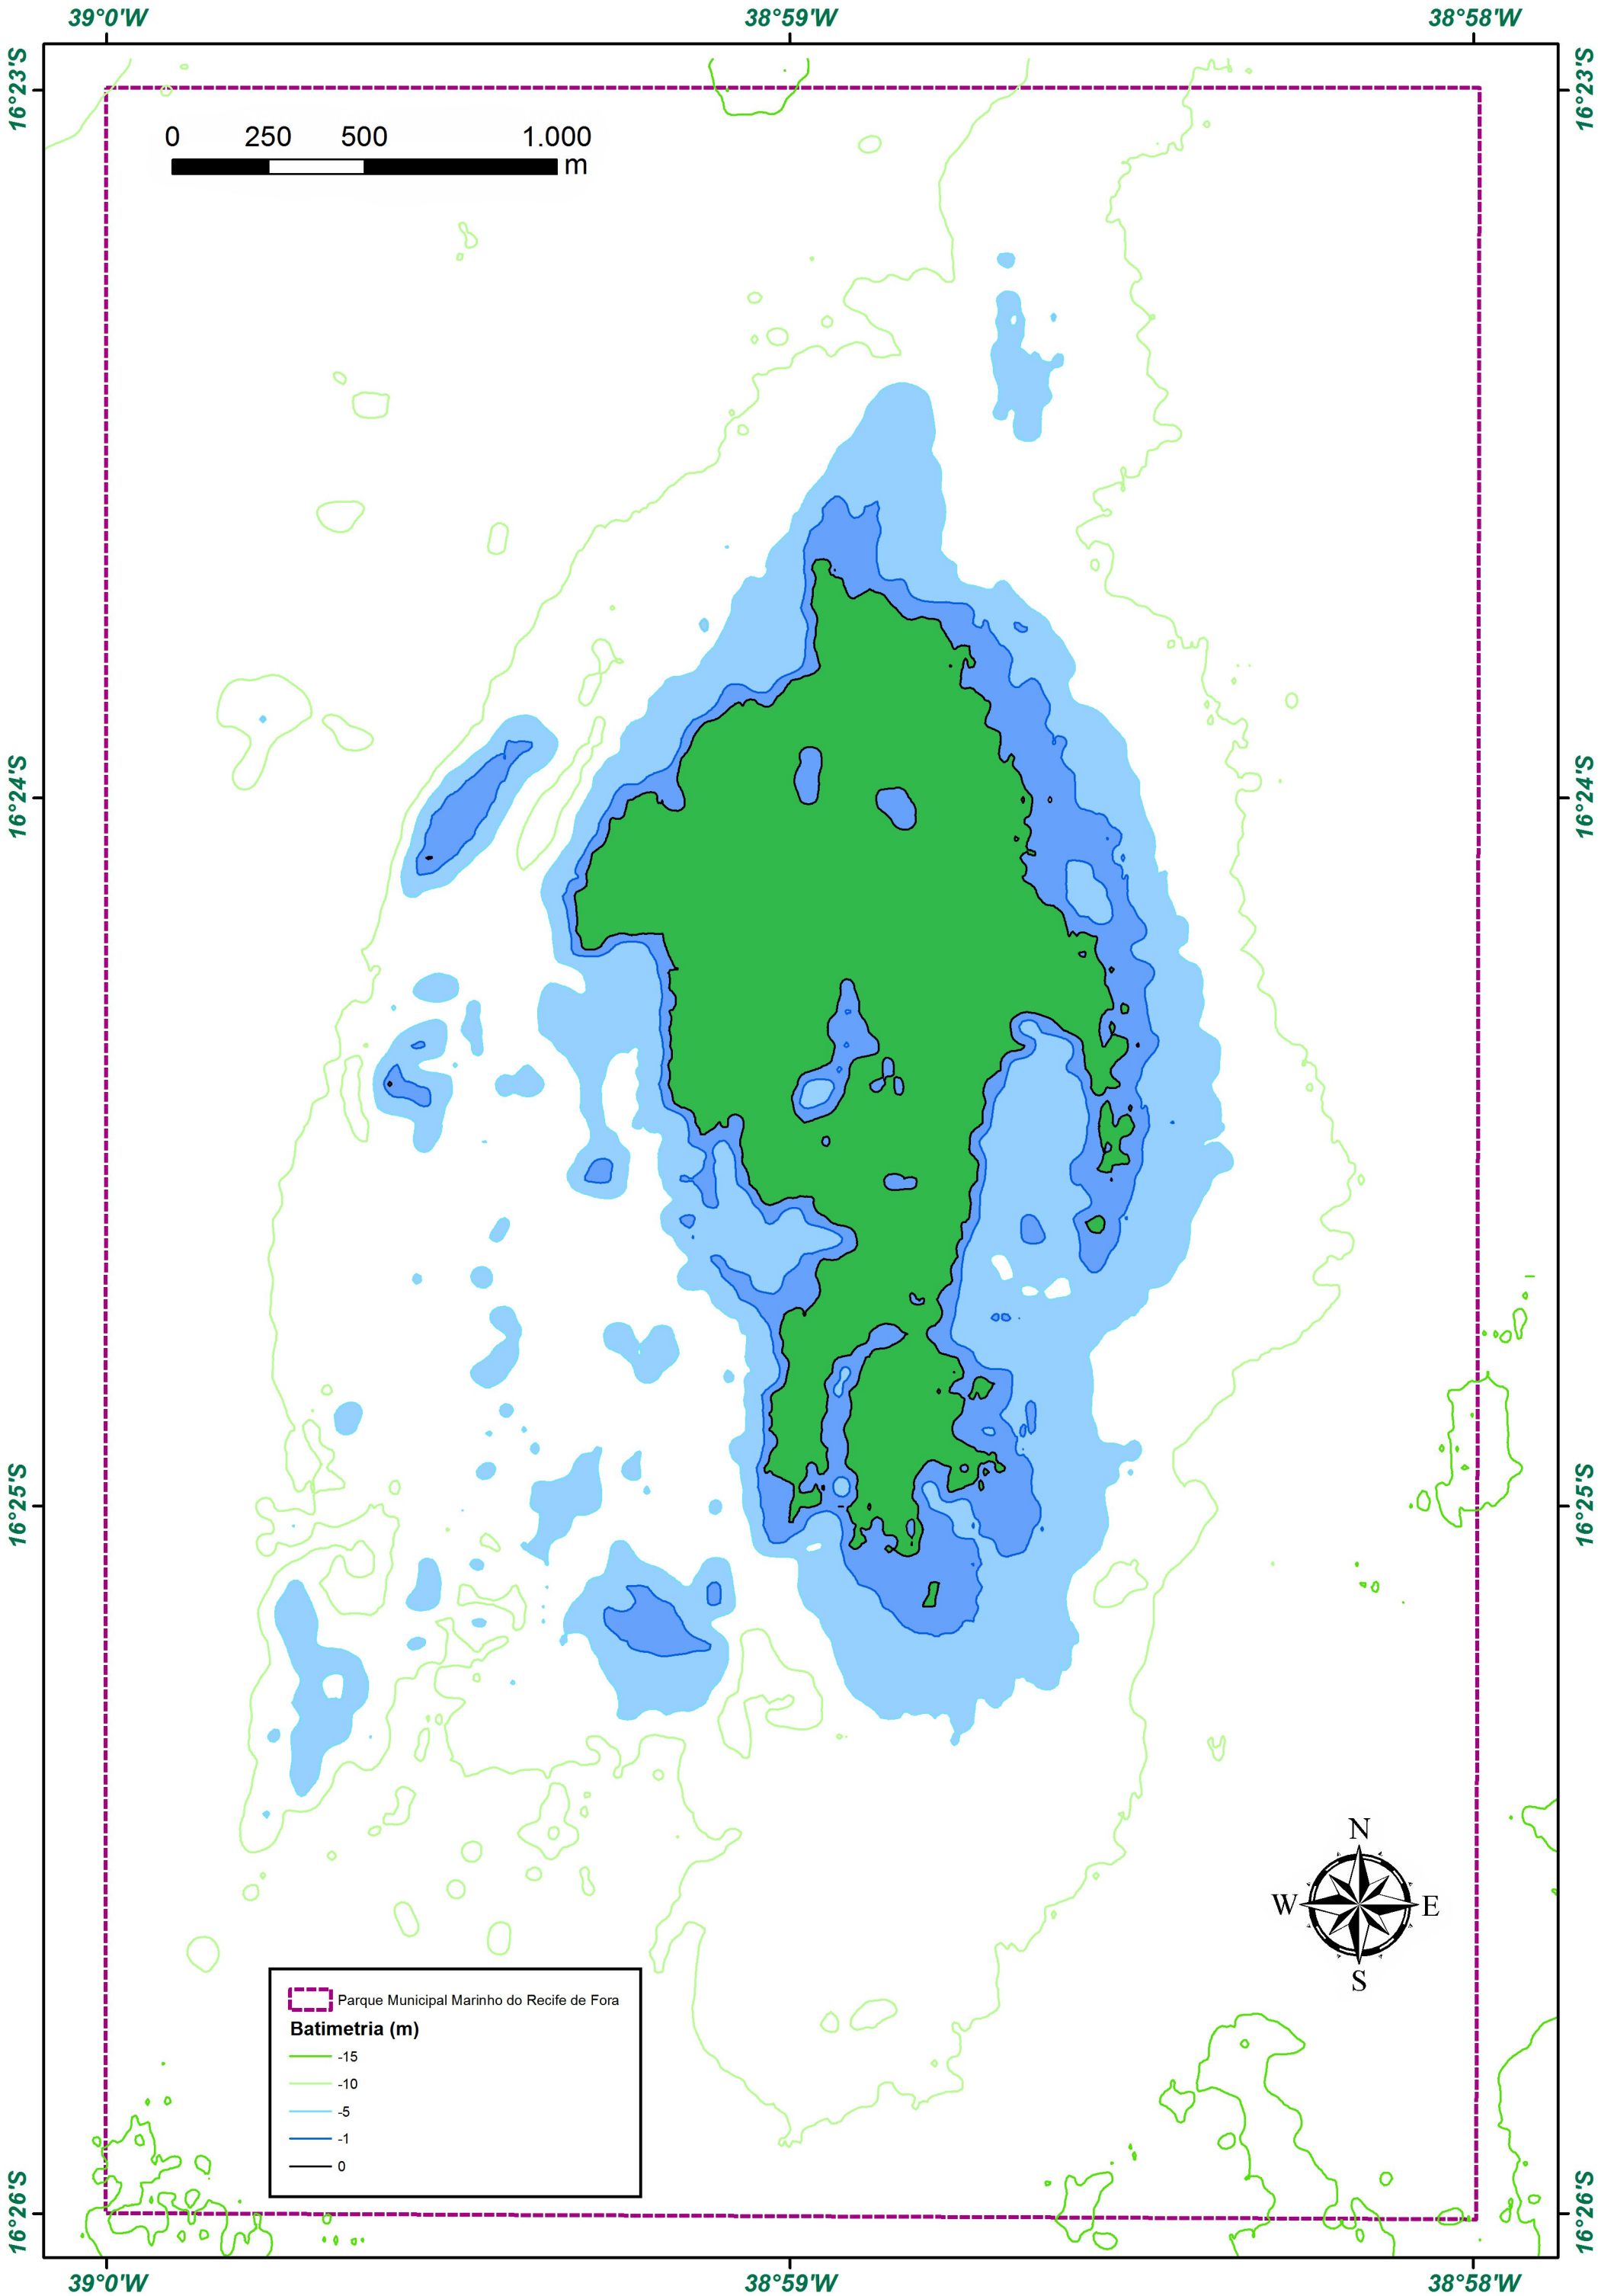 39°0'W 38°59'W 38°58'W
16°23'S 16°23'S
0 250 500 1.000
m
16°24'S 16°24'S
16°25'S 16°25'S
N
W E
S
Parque Municipal Marinho do Recife de Fora
Batimetria (m)
-15
-10
-5
-1
0
16°26'S 16°26'S
39°0'W 38°59'W 38°58'W